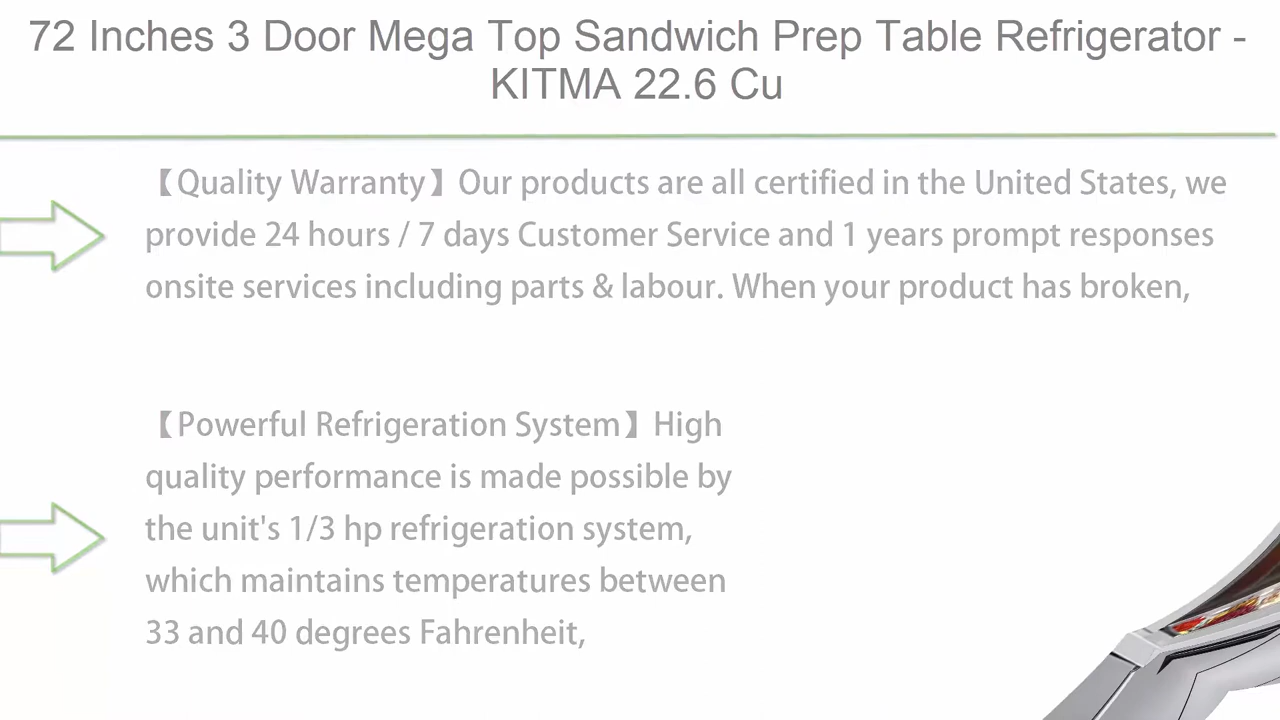 72 Inches 3 Door Mega Top Sandwich Prep Table Refrigerator -
KITMA 22.6 Cu
【Quality Warranty】Our products are all certified in the United States, we
provide 24 hours / 7 days Customer Service and 1 years prompt responses
onsite services including parts & labour. When your product has broken,
【Powerful Refrigeration System】High
quality performance is made possible by
the unit's 1/3 hp refrigeration system,
which maintains temperatures between
33 and 40 degrees Fahrenheit,